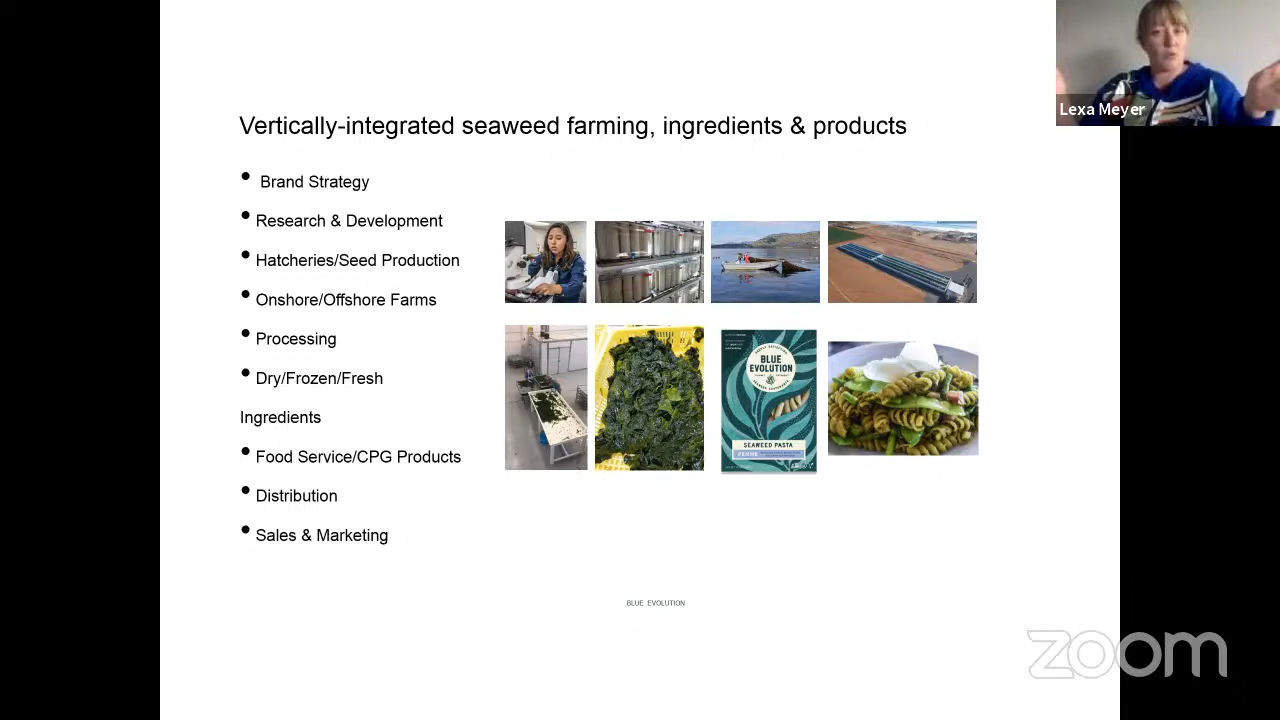 Lexa Meyer
Vertically-integrated seaweed farming, ingredients & products
• Brand Strategy
• Research & Development
• Hatcheries/Seed Production
• Onshore/Offshore Farms
• Processing
• Dry/Frozen/Fresh
Ingredients
• Food Service/CPG Products
• Distribution
• Sales & Marketing
BLUE
EVOLUTION
SEAWEED PASTA
PENNE
BLUE EVOLUTION
zoom